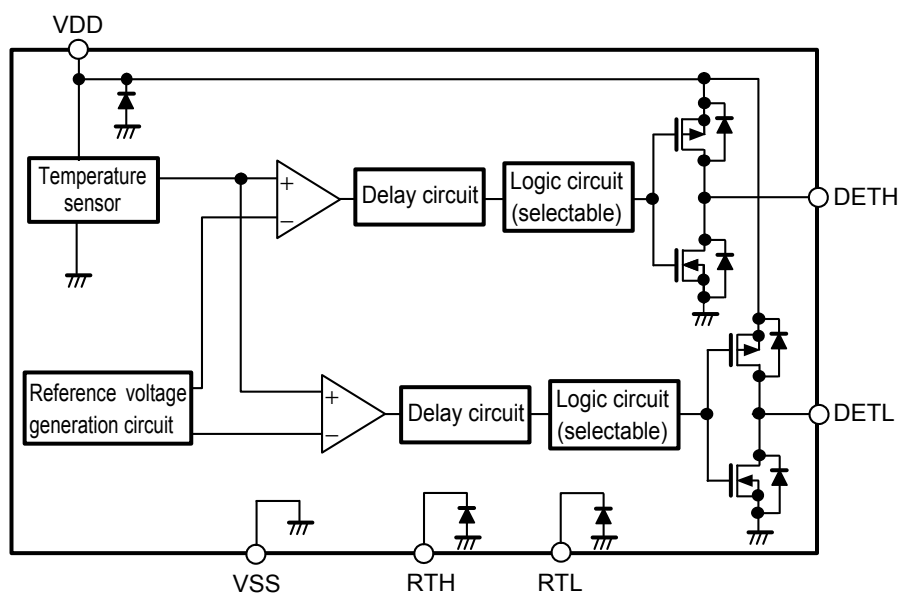 VDD
Temperature
sensor
+
−
Delay circuit
Logic circuit
(selectable)
DETH
Reference voltage
generation circuit
+
−
Delay circuit
Logic circuit
(selectable)
DETL
VSS
RTH
RTL